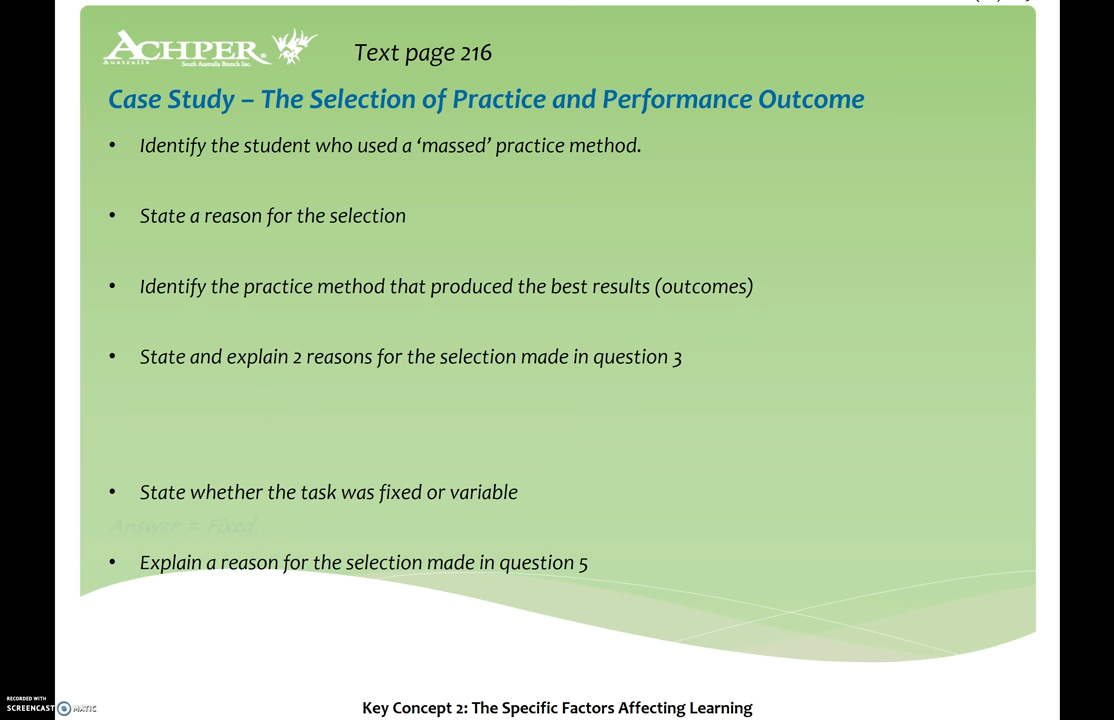 ACHPER
Australia
South Australia Branch Inc.
Text page 216
Case Study – The Selection of Practice and Performance Outcome
• Identify the student who used a ‘massed’ practice method.
• State a reason for the selection
• Identify the practice method that produced the best results (outcomes)
• State and explain 2 reasons for the selection made in question 3
• State whether the task was fixed or variable
Answer = Fixed.
• Explain a reason for the selection made in question 5
RECORDED WITH
SCREENCAST MATIC
Key Concept 2: The Specific Factors Affecting Learning